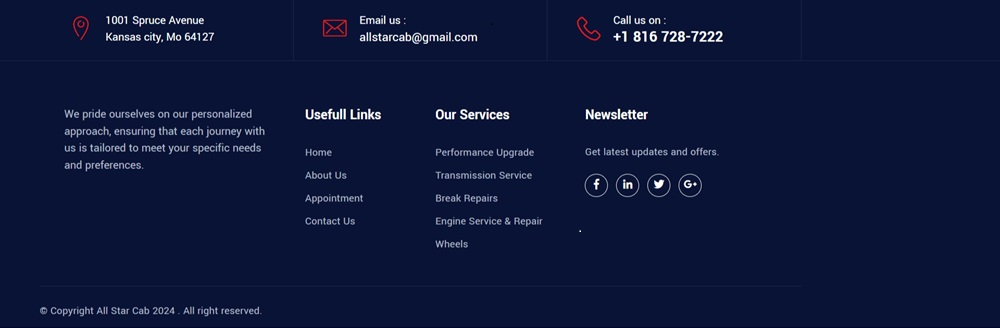 1001 Spruce Avenue
Kansas city, Mo 64127
Email us :
allstarcab@gmail.com
Call us on :
+1 816 728-7222
We pride ourselves on our personalized
approach, ensuring that each journey with
us is tailored to meet your specific needs
and preferences.
Usefull Links
Home
About Us
Appointment
Contact Us
Our Services
Performance Upgrade
Transmission Service
Break Repairs
Engine Service & Repair
Wheels
Newsletter
Get latest updates and offers.
© Copyright All Star Cab 2024 . All right reserved.